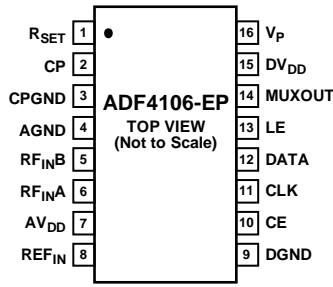 RSET 1
CP 2
CPGND 3
AGND 4
RFINB 5
RFINA 6
AVDD 7
REFIN 8
ADF4106-EP
TOP VIEW
(Not to Scale)
16 VP
15 DVDD
14 MUXOUT
13 LE
12 DATA
11 CLK
10 CE
9 DGND